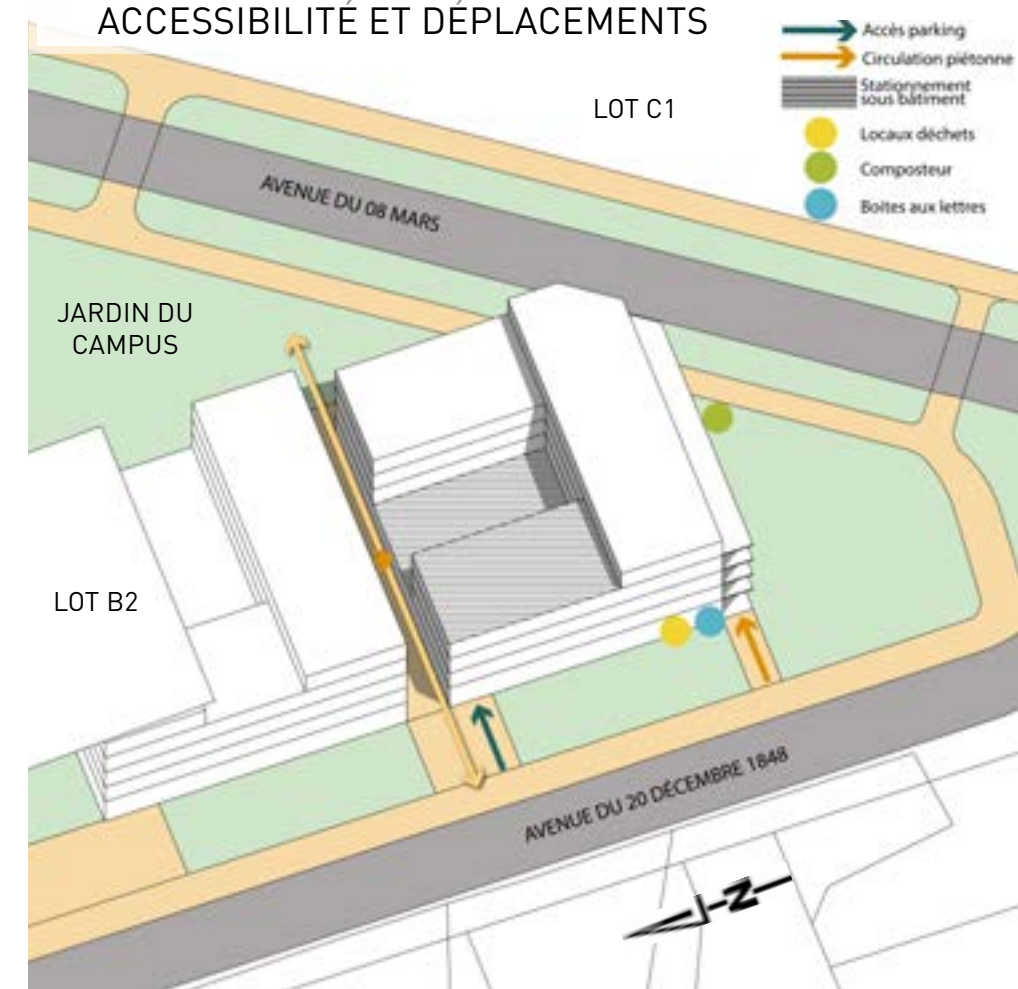 ACCESSIBILITÉ ET DÉPLACEMENTS
Accès parking
Circulation piétonne
Stationnement
sous bâtiment
Locaux déchets
Composteur
Boites aux lettres
LOT C1
AVENUE DU 08 MARS
JARDIN DU
CAMPUS
LOT B2
AVENUE DU 20 DÉCEMBRE 1848
N